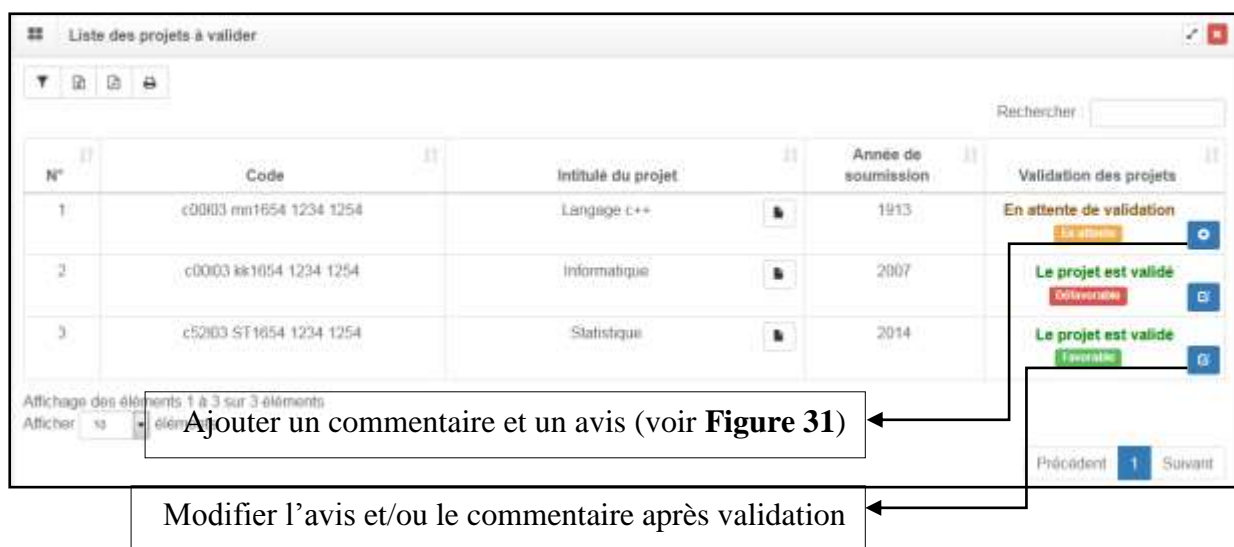 Liste des projets à valider
Rechercher :
N° Code Intitulé du projet Année de soumission Validation des projets
1 c00l03 mn1654 1234 1254 Langage c++ 1913 En attente de validation
En attente
2 c00l03 kk1654 1234 1254 Informatique 2007 Le projet est validé
Défavorable
3 c52l03 ST1654 1234 1254 Statistique 2014 Le projet est validé
Favorable
Affichage des éléments 1 à 3 sur 3 éléments
Afficher 10
Ajouter un commentaire et un avis (voir Figure 31)
Précédent 1 Suivant
Modifier l’avis et/ou le commentaire après validation